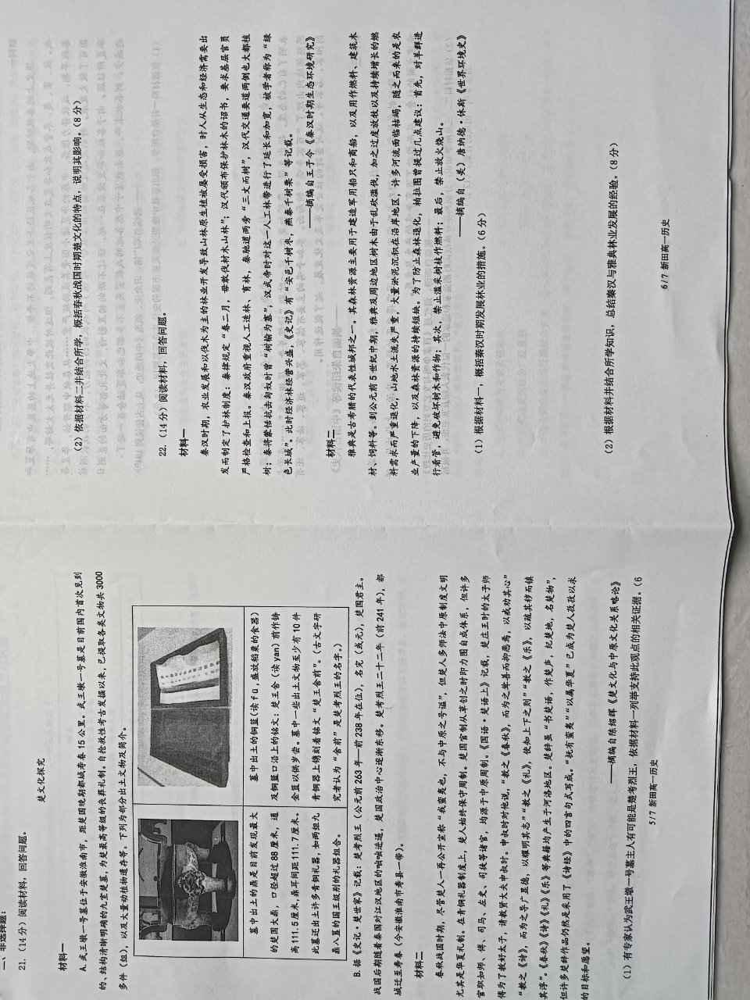 二、非选择题：
21.（14分）阅读材料，回答问题。
楚文化探究
材料一
A. 武王墩一号墓位于安徽淮南市，距楚国晚期都城寿春15公里。武王墩一号墓是目前国内首次见到
的、结构清晰明确的九室楚墓，为楚最高等级的丧葬礼制。自抢救性考古发掘以来，已提取各类文物共3000
多件（组），以及大量动植物遗存等。下列为部分出土文物及简介。
墓中出土的鼎是目前发现最大
的楚国大鼎，口径超过88厘米，通
高111.5厘米，鼎耳间距111.7厘米。
此墓还出土许多青铜礼器，如两组九
鼎八簋的国王级别的礼器组合。
墓中出土的铜簠（读fǔ，盛放稻粱的食器）
及铜簠口沿上的铭文：楚王酓（读yan）前作铸
金簠以供岁尝。墓中一些出土文物至少有10件
青铜器上镌刻着铭文“楚王酓前”。（古文字研
究者认为“酓前”是楚考烈王的名字。）
B. 据《史记·楚世家》记载：楚考烈王（公元前263年—前238年在位），名完（或元），楚国君主。
战国后期随着秦国对江汉地区的咄咄进逼，楚国政治中心逐渐东移。楚考烈王二十二年（前241年），都
城迁至寿春（今安徽淮南市寿县一带）。
材料二
春秋战国时期，尽管楚人一再公开宣称“我蛮夷也，不与中原之号谥”，但楚人多师法中原制度文明
尤其是华夏礼制。在青铜礼器制度上，楚人始终保守周制。楚国官制从草创之时即力图自成体系，但许多
官职如师、傅、司马、左史、司徒等诸官，均源于中原周制。《国语·楚语上》记载，楚庄王时的太子师
傅为了教好太子，请教贤大夫申叔时，申叔时对他说，“教之《春秋》，而为之耸善而抑恶焉，以戒劝其心”
“教之《诗》，而为之导广显德，以耀明其志”“教之《礼》，使知上下之则”“教之《乐》，以疏其秽而镇
其浮”。《春秋》《诗》《礼》《乐》等典籍均产生于河洛地区。楚辞虽“书楚语，作楚声，纪楚地，名楚物”，
但许多楚辞作品仍然是采用了《诗经》中的四言句式写成。“抚有蛮夷”“以属华夏”已成为楚人孜孜以求
的目标和愿望。
——摘编自陈绍辉《楚文化与中原文化关系略论》
（1）有专家认为武王墩一号墓主人有可能是楚考烈王，依据材料一列举支持此观点的相关证据。（6
5/7 新田高一历史
（2）依据材料二并结合所学，概括春秋战国时期楚文化的特点，说明其影响。（8分）
22.（14分）阅读材料，回答问题。
材料一
秦汉时期，农业发展和以伐木为主的林业开发导致山林原生植被屡受损害，时人从生态和经济需要出
发而制定了护林制度：秦律规定“春二月，毋敢伐材木山林”；汉代颁布保护林木的诏书，要求基层官员
严格检查和上报。秦汉政府重视人工造林、育林，秦驰道两旁“三丈而树”，汉代交通要道两侧也大都植
树；秦将蒙恬抗击匈奴时曾“树榆为塞”，汉武帝时对这一人工林带进行了延长和加宽，被学者称为“绿
色长城”。此时经济林经营兴盛，《史记》有“安邑千树枣，燕秦千树栗”等记载。
——摘编自王子今《秦汉时期生态环境研究》
材料二
雅典是古希腊的代表性城邦之一。其森林资源主要用于建造军用船只和商船，以及用作燃料、建筑木
材、饲料等。到公元前5世纪中期，雅典及周边地区树木由于乱砍滥伐，加之过度放牧以及持续增长的燃
料需求而严重退化，山地水土流失严重，大量淤泥沉积在沿岸地区，许多河流面临枯竭，随之而来的是农
业产量的下降，以及森林资源的持续短缺。为了防止森林退化，柏拉图曾提过几点建议：首先，对羊群进
行看管，避免破坏树木和作物；其次，禁止滥采树枝作燃料；最后，禁止放火烧山。
——摘编自（美）唐纳德·休斯《世界环境史》
（1）根据材料一，概括秦汉时期发展林业的措施。（6分）
（2）根据材料并结合所学知识，总结秦汉与雅典林业发展的经验。（8分）
6/7 新田高一历史